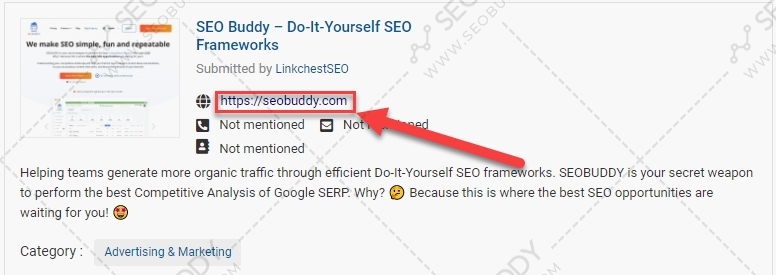 SEO Buddy – Do-It-Yourself SEO
Frameworks
Submitted by LinkchestSEO
https://seobuddy.com
Not mentioned Not mentioned
Not mentioned
We make SEO simple, fun and repeatable
Helping teams generate more organic traffic through efficient Do-It-Yourself SEO frameworks. SEOBUDDY is your secret weapon
to perform the best Competitive Analysis of Google SERP. Why? 🤔 Because this is where the best SEO opportunities are
waiting for you! 🤩
Category : Advertising & Marketing
SEOBUDDY
WWW.SEOBUDDY.COM